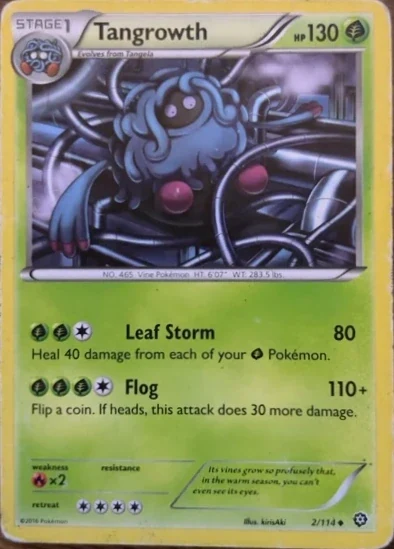 STAGE1 Tangrowth HP 130
Evolves from Tangela
NO. 465 Vine Pokémon HT: 6'07" WT: 283.5 lbs.
Leaf Storm 80
Heal 40 damage from each of your Pokémon.
Flog 110+
Flip a coin. If heads, this attack does 30 more damage.
weakness resistance
×2
retreat
Its vines grow so profusely that,
in the warm season, you can't
even see its eyes.
©2016 Pokémon Illus. kirisAki 2/114